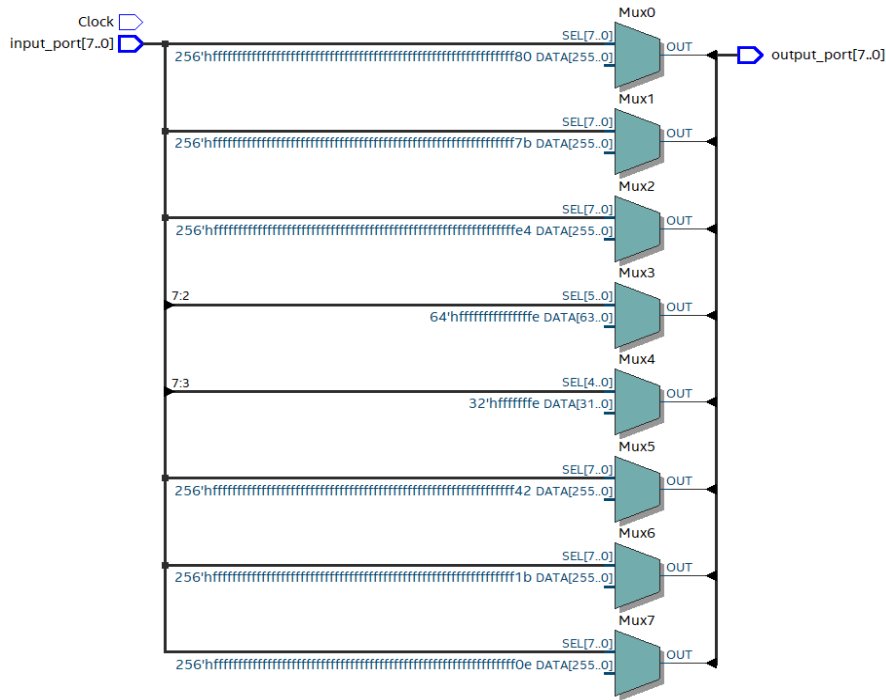 Clock
input_port[7..0]
Mux0
SEL[7..0]
256'hffffffffffffffffffffffffffffffffffffffffffffffffffffffffffffff80 DATA[255..0]
OUT
output_port[7..0]
Mux1
SEL[7..0]
256'hffffffffffffffffffffffffffffffffffffffffffffffffffffffffffffff7b DATA[255..0]
OUT
Mux2
SEL[7..0]
256'hffffffffffffffffffffffffffffffffffffffffffffffffffffffffffffffe4 DATA[255..0]
OUT
Mux3
7:2
SEL[5..0]
64'hfffffffffffffffe DATA[63..0]
OUT
Mux4
7:3
SEL[4..0]
32'hfffffffe DATA[31..0]
OUT
Mux5
SEL[7..0]
256'hffffffffffffffffffffffffffffffffffffffffffffffffffffffffffffff42 DATA[255..0]
OUT
Mux6
SEL[7..0]
256'hffffffffffffffffffffffffffffffffffffffffffffffffffffffffffffff1b DATA[255..0]
OUT
Mux7
SEL[7..0]
256'hffffffffffffffffffffffffffffffffffffffffffffffffffffffffffffff0e DATA[255..0]
OUT